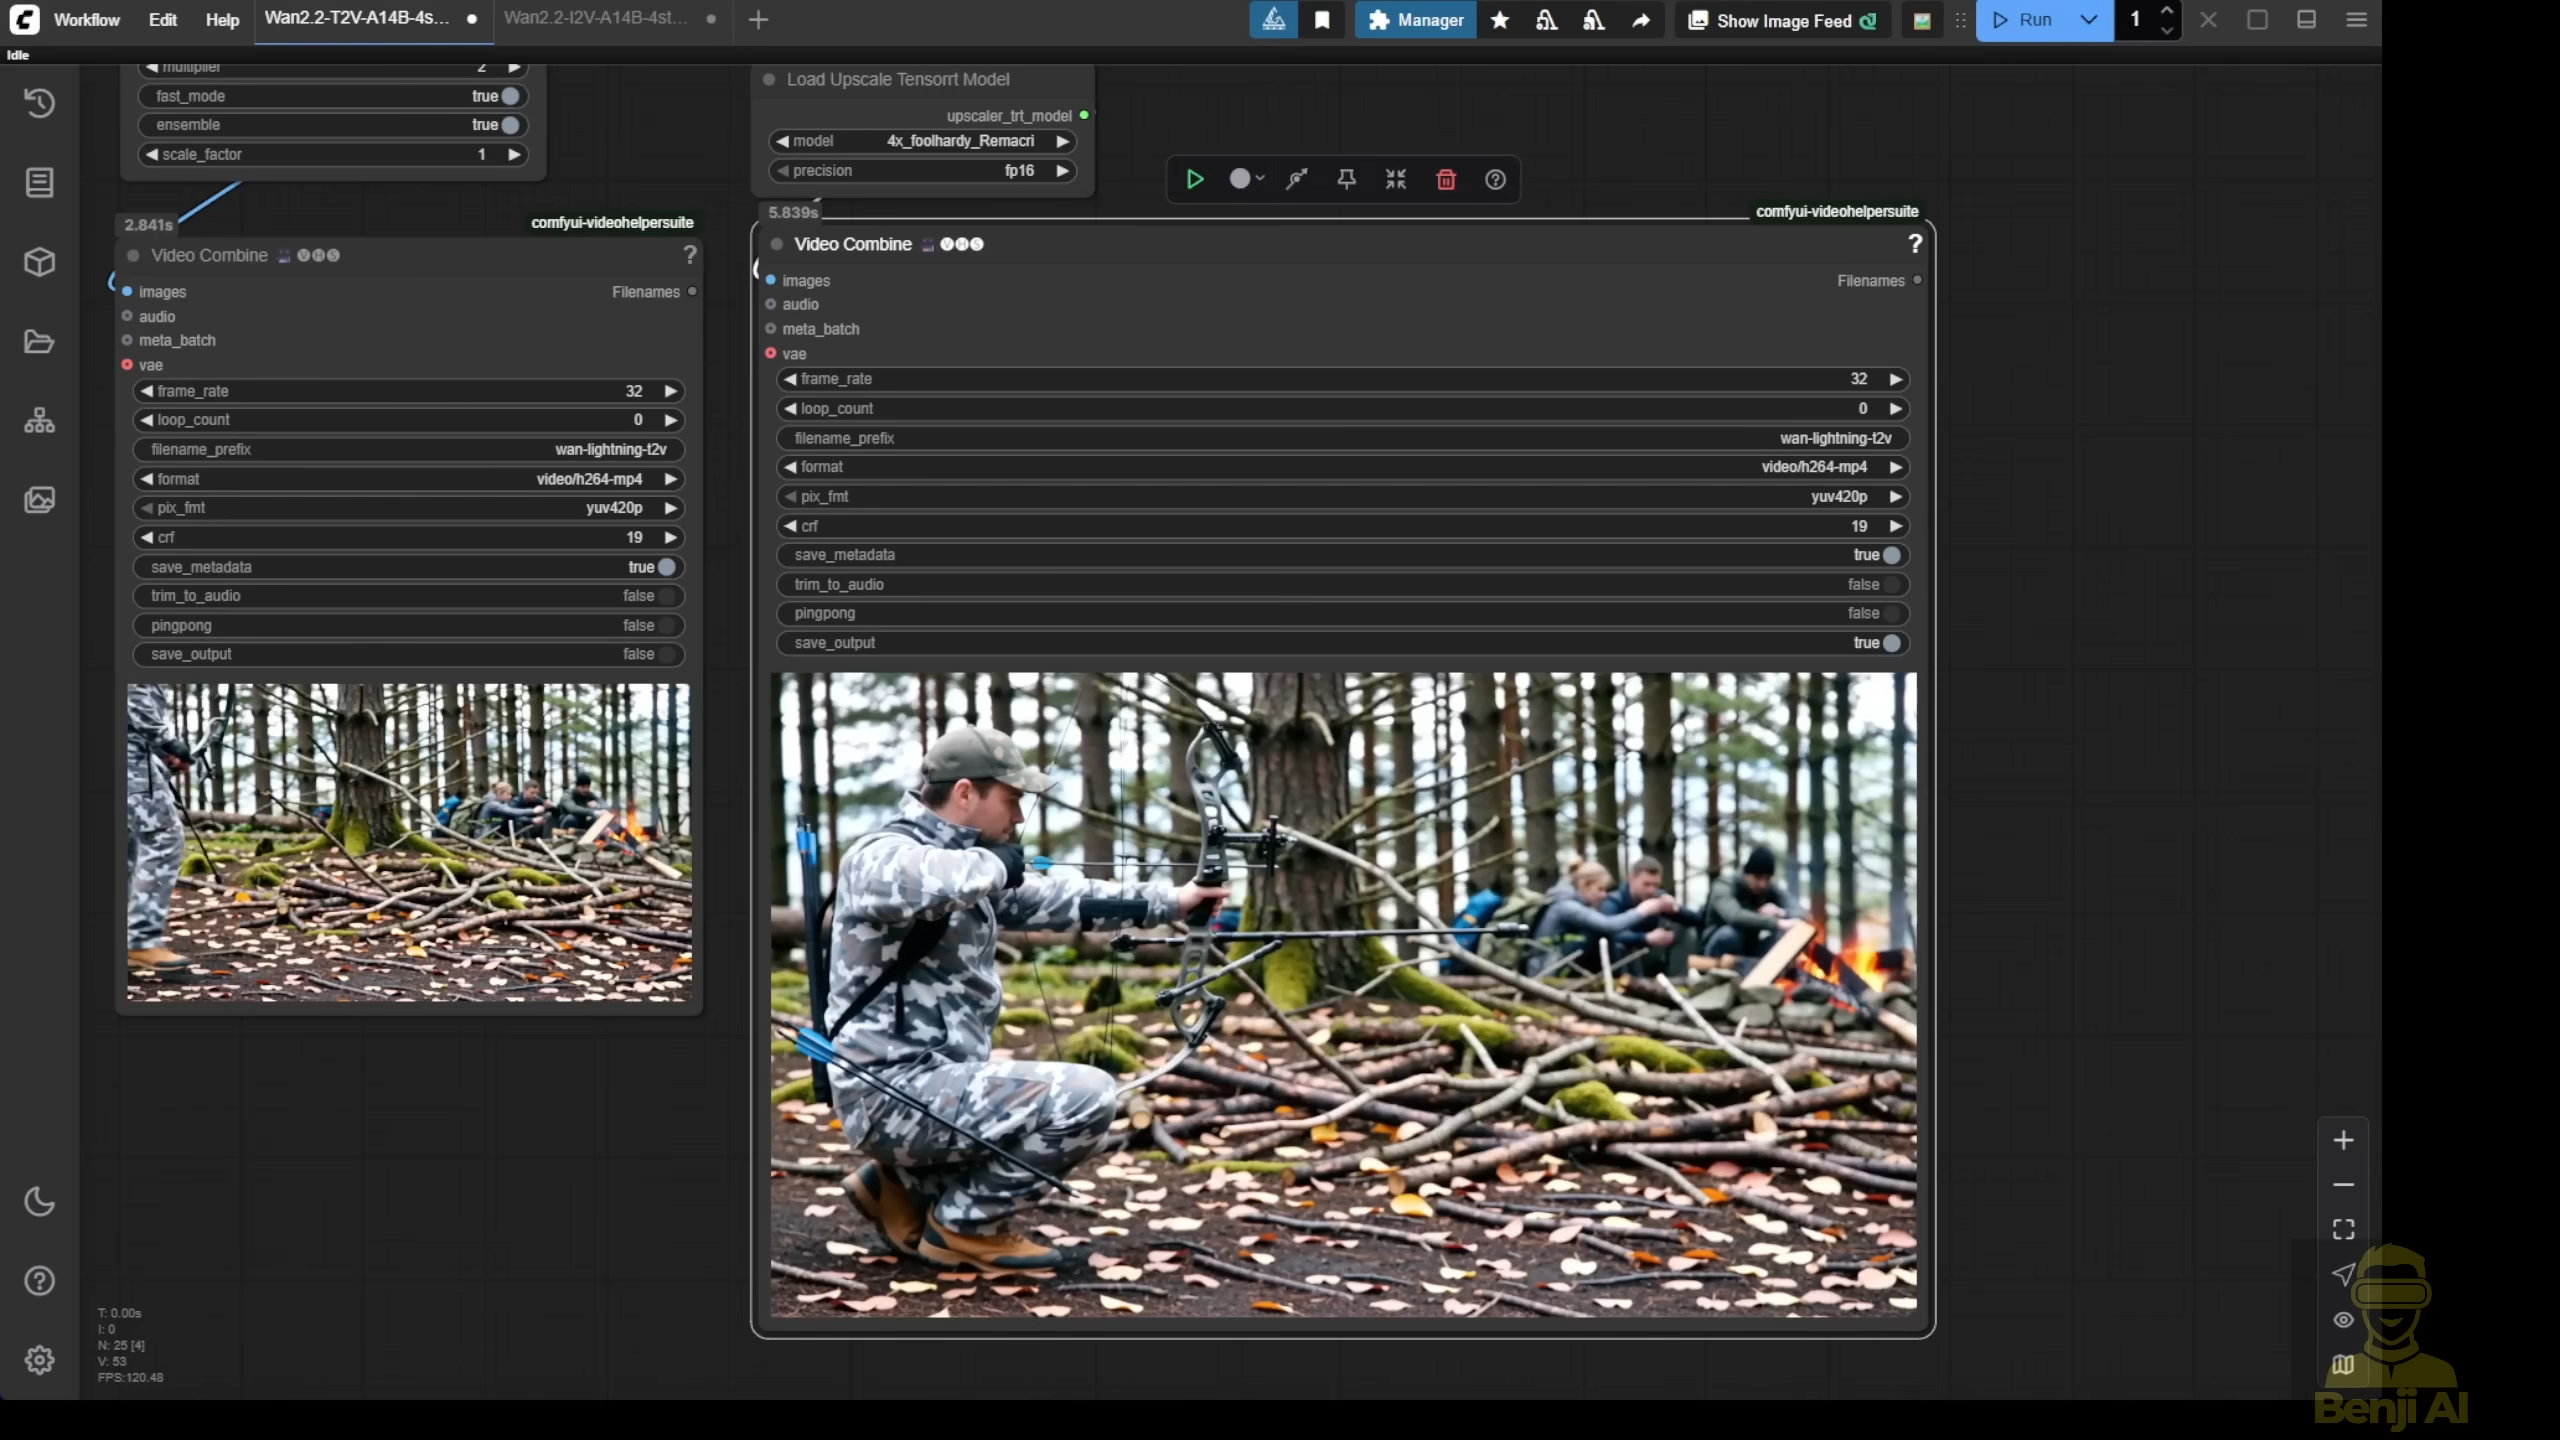 Workflow Edit Help Wan2.2-T2V-A14B-4s... Wan2.2-I2V-A14B-4st... Manager Show Image Feed Run 1
Idle
multiplier 2
fast_mode true
ensemble true
scale_factor 1
Load Upscale Tensorrt Model
upscaler_trt_model
model 4x_foolhardy_Remacri
precision fp16
2.841s comfyui-videohelpersuite
Video Combine VHS ?
images Filenames
audio
meta_batch
vae
frame_rate 32
loop_count 0
filename_prefix wan-lightning-t2v
format video/h264-mp4
pix_fmt yuv420p
crf 19
save_metadata true
trim_to_audio false
pingpong false
save_output false
5.839s comfyui-videohelpersuite
Video Combine VHS ?
images Filenames
audio
meta_batch
vae
frame_rate 32
loop_count 0
filename_prefix wan-lightning-t2v
format video/h264-mp4
pix_fmt yuv420p
crf 19
save_metadata true
trim_to_audio false
pingpong false
save_output true
T: 0.00s
I: 0
N: 25 [4]
V: 53
FPS:120.48
Benji AI